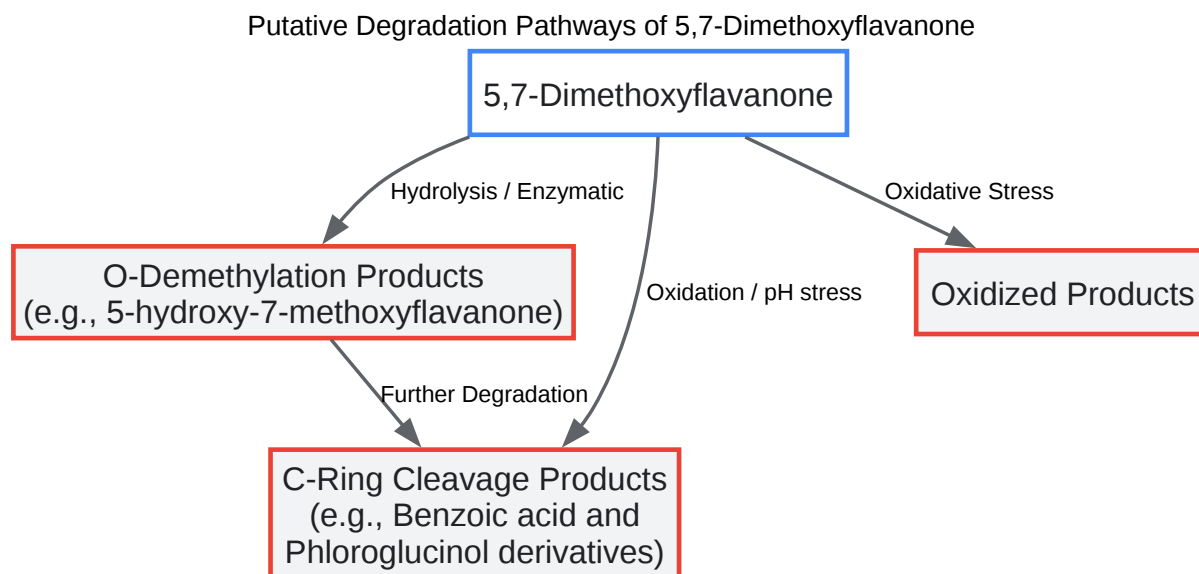 Putative Degradation Pathways of 5,7-Dimethoxyflavanone
5,7-Dimethoxyflavanone
Hydrolysis / Enzymatic
Oxidative Stress
O-Demethylation Products
(e.g., 5-hydroxy-7-methoxyflavanone)
Oxidation / pH stress
Oxidized Products
Further Degradation
C-Ring Cleavage Products
(e.g., Benzoic acid and
Phloroglucinol derivatives)